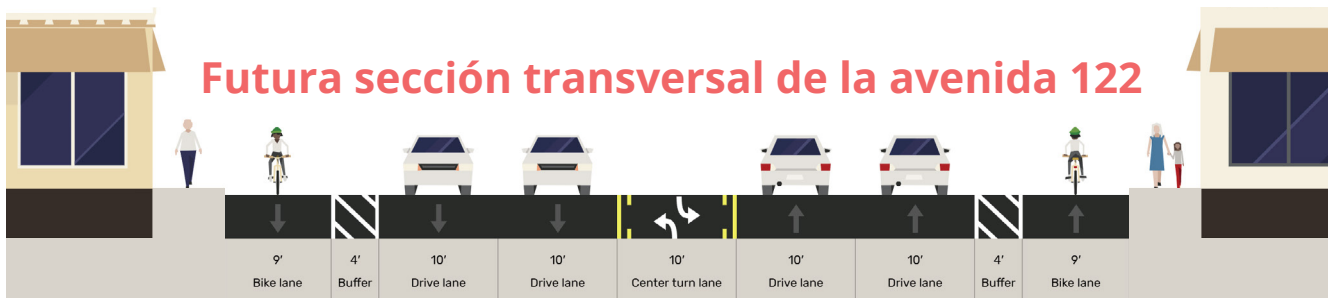 Futura sección transversal de la avenida 122
9’ 4’ 10’ 10’ 10’ 10’ 10’ 4’ 9’
Bike lane Buffer Drive lane Drive lane Center turn lane Drive lane Drive lane Buffer Bike lane